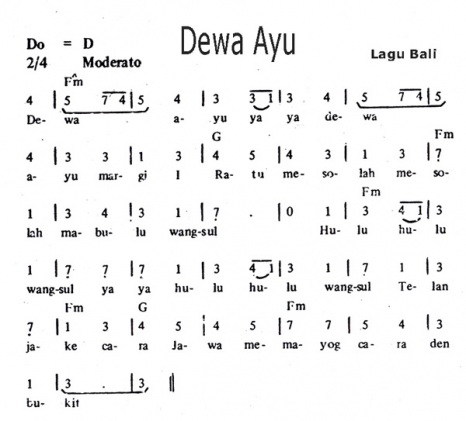 Dewa Ayu
Do = D
Lagu Bali
2/4 Moderato
Fm
4 | 5 7 4 | 5 4 | 3 3 1 | 3 4 | 5 7 4 | 5
De- wa a- yu ya ya de- wa
G Fm
4 | 3 3 | 1 3 | 4 5 | 4 3 | 1 3 | 7
a- yu mar- gi I Ra- tu me- so- lah me- so-
Fm
1 | 3 4 | 3 1 | 7 . | 0 1 | 3 4 1 | 3
lah ma- bu- lu wang-sul Hu- lu hu- lu
1 | 7 7 | 7 1 | 3 4 1 | 3 1 | 7 1 | 3
wang-sul ya ya hu- lu hu- lu wang-sul Te- lan
Fm G Fm
7 | 1 3 | 4 5 | 4 5 | 7 7 | 5 4 | 3
ja- ke ca- ra Ja- wa me- ma- yog ca- ra den
1 | 3 . | 3 ||
bu- kit